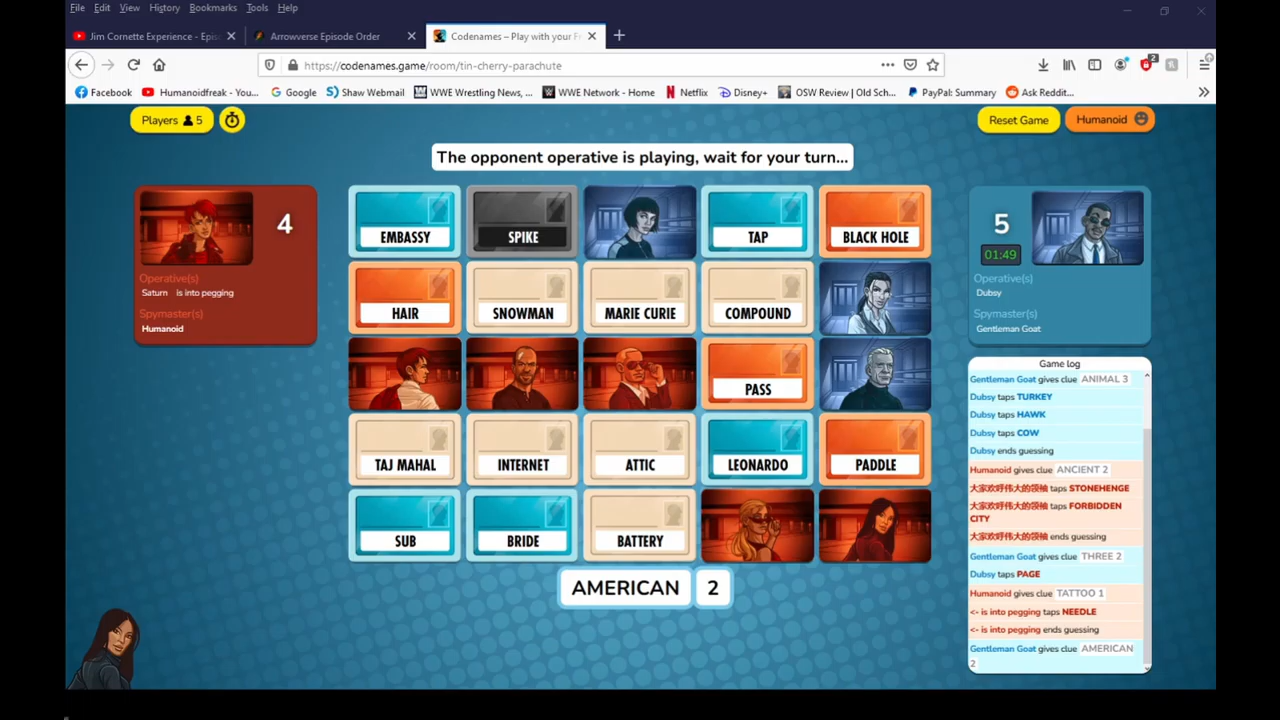 File Edit View History Bookmarks Tools Help
Jim Cornette Experience - Epis
Arrowverse Episode Order
Codenames – Play with your Fr
https://codenames.game/room/tin-cherry-parachute
2
Facebook
Humanoidfreak - You...
Google
Shaw Webmail
WWE Wrestling News, ...
WWE Network - Home
Netflix
Disney+
OSW Review | Old Sch...
PayPal: Summary
Ask Reddit...
Players 5
Reset Game
Humanoid
The opponent operative is playing, wait for your turn...
4
Operative(s)
Saturn is into pegging
Spymaster(s)
Humanoid
EMBASSY
SPIKE
TAP
BLACK HOLE
HAIR
SNOWMAN
MARIE CURIE
COMPOUND
PASS
TAJ MAHAL
INTERNET
ATTIC
LEONARDO
PADDLE
SUB
BRIDE
BATTERY
AMERICAN 2
5
01:49
Operative(s)
Dubsy
Spymaster(s)
Gentleman Goat
Game log
Gentleman Goat gives clue ANIMAL 3
Dubsy taps TURKEY
Dubsy taps HAWK
Dubsy taps COW
Dubsy ends guessing
Humanoid gives clue ANCIENT 2
大家欢呼伟大的领袖 taps STONEHENGE
大家欢呼伟大的领袖 taps FORBIDDEN
CITY
大家欢呼伟大的领袖 ends guessing
Gentleman Goat gives clue THREE 2
Dubsy taps PAGE
Humanoid gives clue TATTOO 1
<- is into pegging taps NEEDLE
<- is into pegging ends guessing
Gentleman Goat gives clue AMERICAN
2